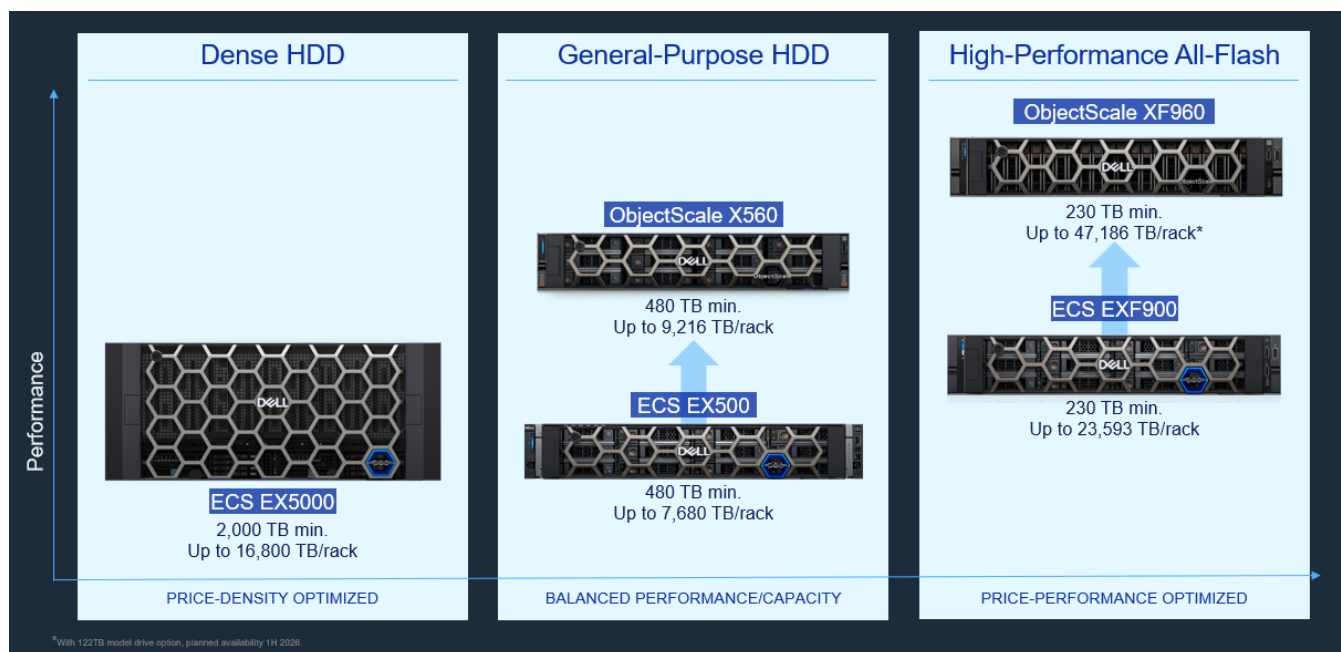 Dense HDD
General-Purpose HDD
High-Performance All-Flash
Performance
DELL
ECS EX5000
2,000 TB min.
Up to 16,800 TB/rack
PRICE-DENSITY OPTIMIZED
ObjectScale X560
DELL
ObjectScale
480 TB min.
Up to 9,216 TB/rack
ECS EX500
DELL
480 TB min.
Up to 7,680 TB/rack
BALANCED PERFORMANCE/CAPACITY
ObjectScale XF960
DELL
ObjectScale
230 TB min.
Up to 47,186 TB/rack*
ECS EXF900
DELL
230 TB min.
Up to 23,593 TB/rack
PRICE-PERFORMANCE OPTIMIZED
*With 122TB model drive option, planned availability 1H 2026.